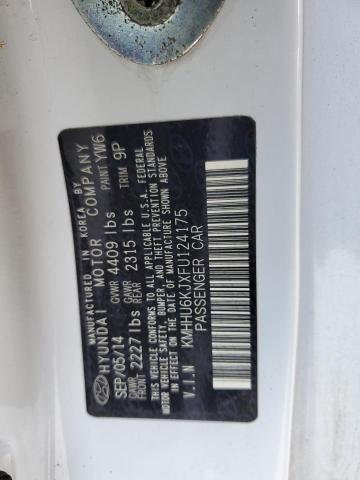 MANUFACTURED IN KOREA BY
HYUNDAI MOTOR COMPANY
SEP/05/14 GVWR 4409 lbs PAINT YW6
GAWR FRONT 2227 lbs GAWR REAR 2315 lbs TRIM 9P
THIS VEHICLE CONFORMS TO ALL APPLICABLE U.S.A. FEDERAL
MOTOR VEHICLE SAFETY, BUMPER, AND THEFT PREVENTION STANDARDS
IN EFFECT ON THE DATE OF MANUFACTURE SHOWN ABOVE
V.I.N KMHHU6KJXFU124175
PASSENGER CAR